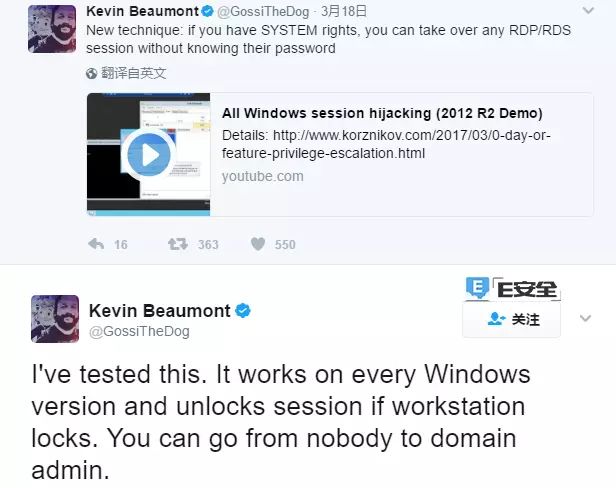 Kevin Beaumont @GossiTheDog · 3月18日
New technique: if you have SYSTEM rights, you can take over any RDP/RDS
session without knowing their password
翻译自英文
All Windows session hijacking (2012 R2 Demo)
Details: http://www.korznikov.com/2017/03/0-day-or-
feature-privilege-escalation.html
youtube.com
16 363 550
E安全
Kevin Beaumont
@GossiTheDog
关注
I've tested this. It works on every Windows
version and unlocks session if workstation
locks. You can go from nobody to domain
admin.